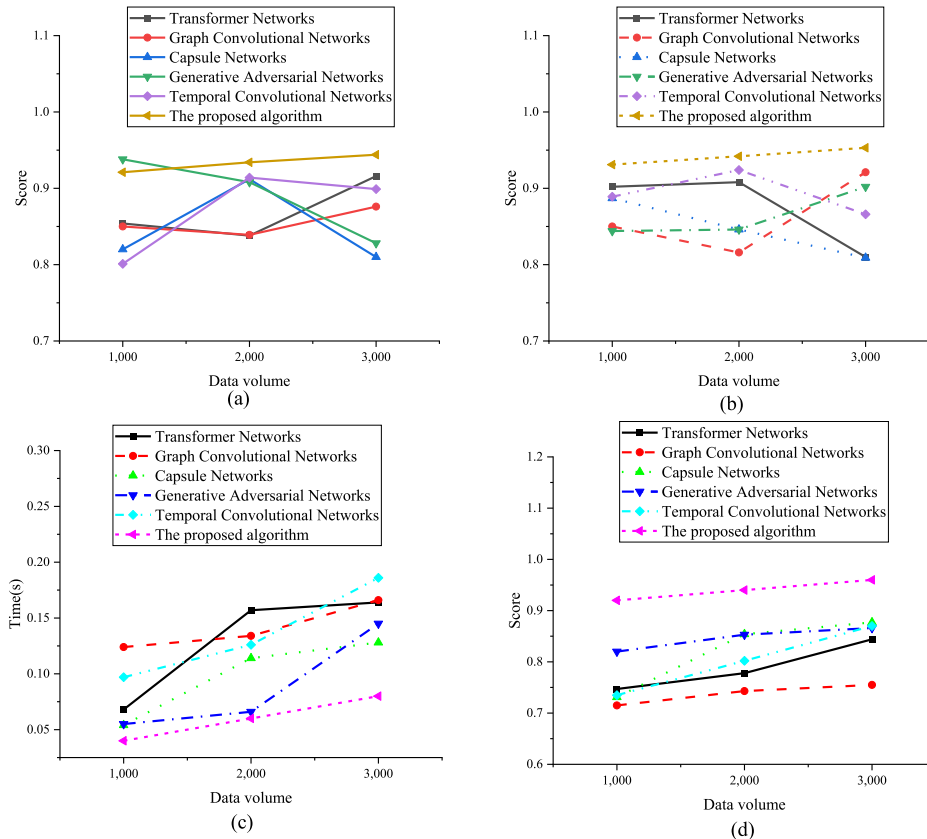 (a)
Transformer Networks
Graph Convolutional Networks
Capsule Networks
Generative Adversarial Networks
Temporal Convolutional Networks
The proposed algorithm
1.1
1.0
0.9
0.8
0.7
Score
1,000
2,000
3,000
Data volume
(b)
Transformer Networks
Graph Convolutional Networks
Capsule Networks
Generative Adversarial Networks
Temporal Convolutional Networks
The proposed algorithm
1.1
1.0
0.9
0.8
0.7
Score
1,000
2,000
3,000
Data volume
Transformer Networks
Graph Convolutional Networks
Capsule Networks
Generative Adversarial Networks
Temporal Convolutional Networks
The proposed algorithm
0.30
0.25
0.20
0.15
0.10
0.05
Time(s)
1,000
2,000
3,000
Data volume
(c)
Transformer Networks
Graph Convolutional Networks
Capsule Networks
Generative Adversarial Networks
Temporal Convolutional Networks
The proposed algorithm
1.2
1.0
0.9
0.8
0.7
0.6
Score
1,000
2,000
3,000
Data volume
(d)